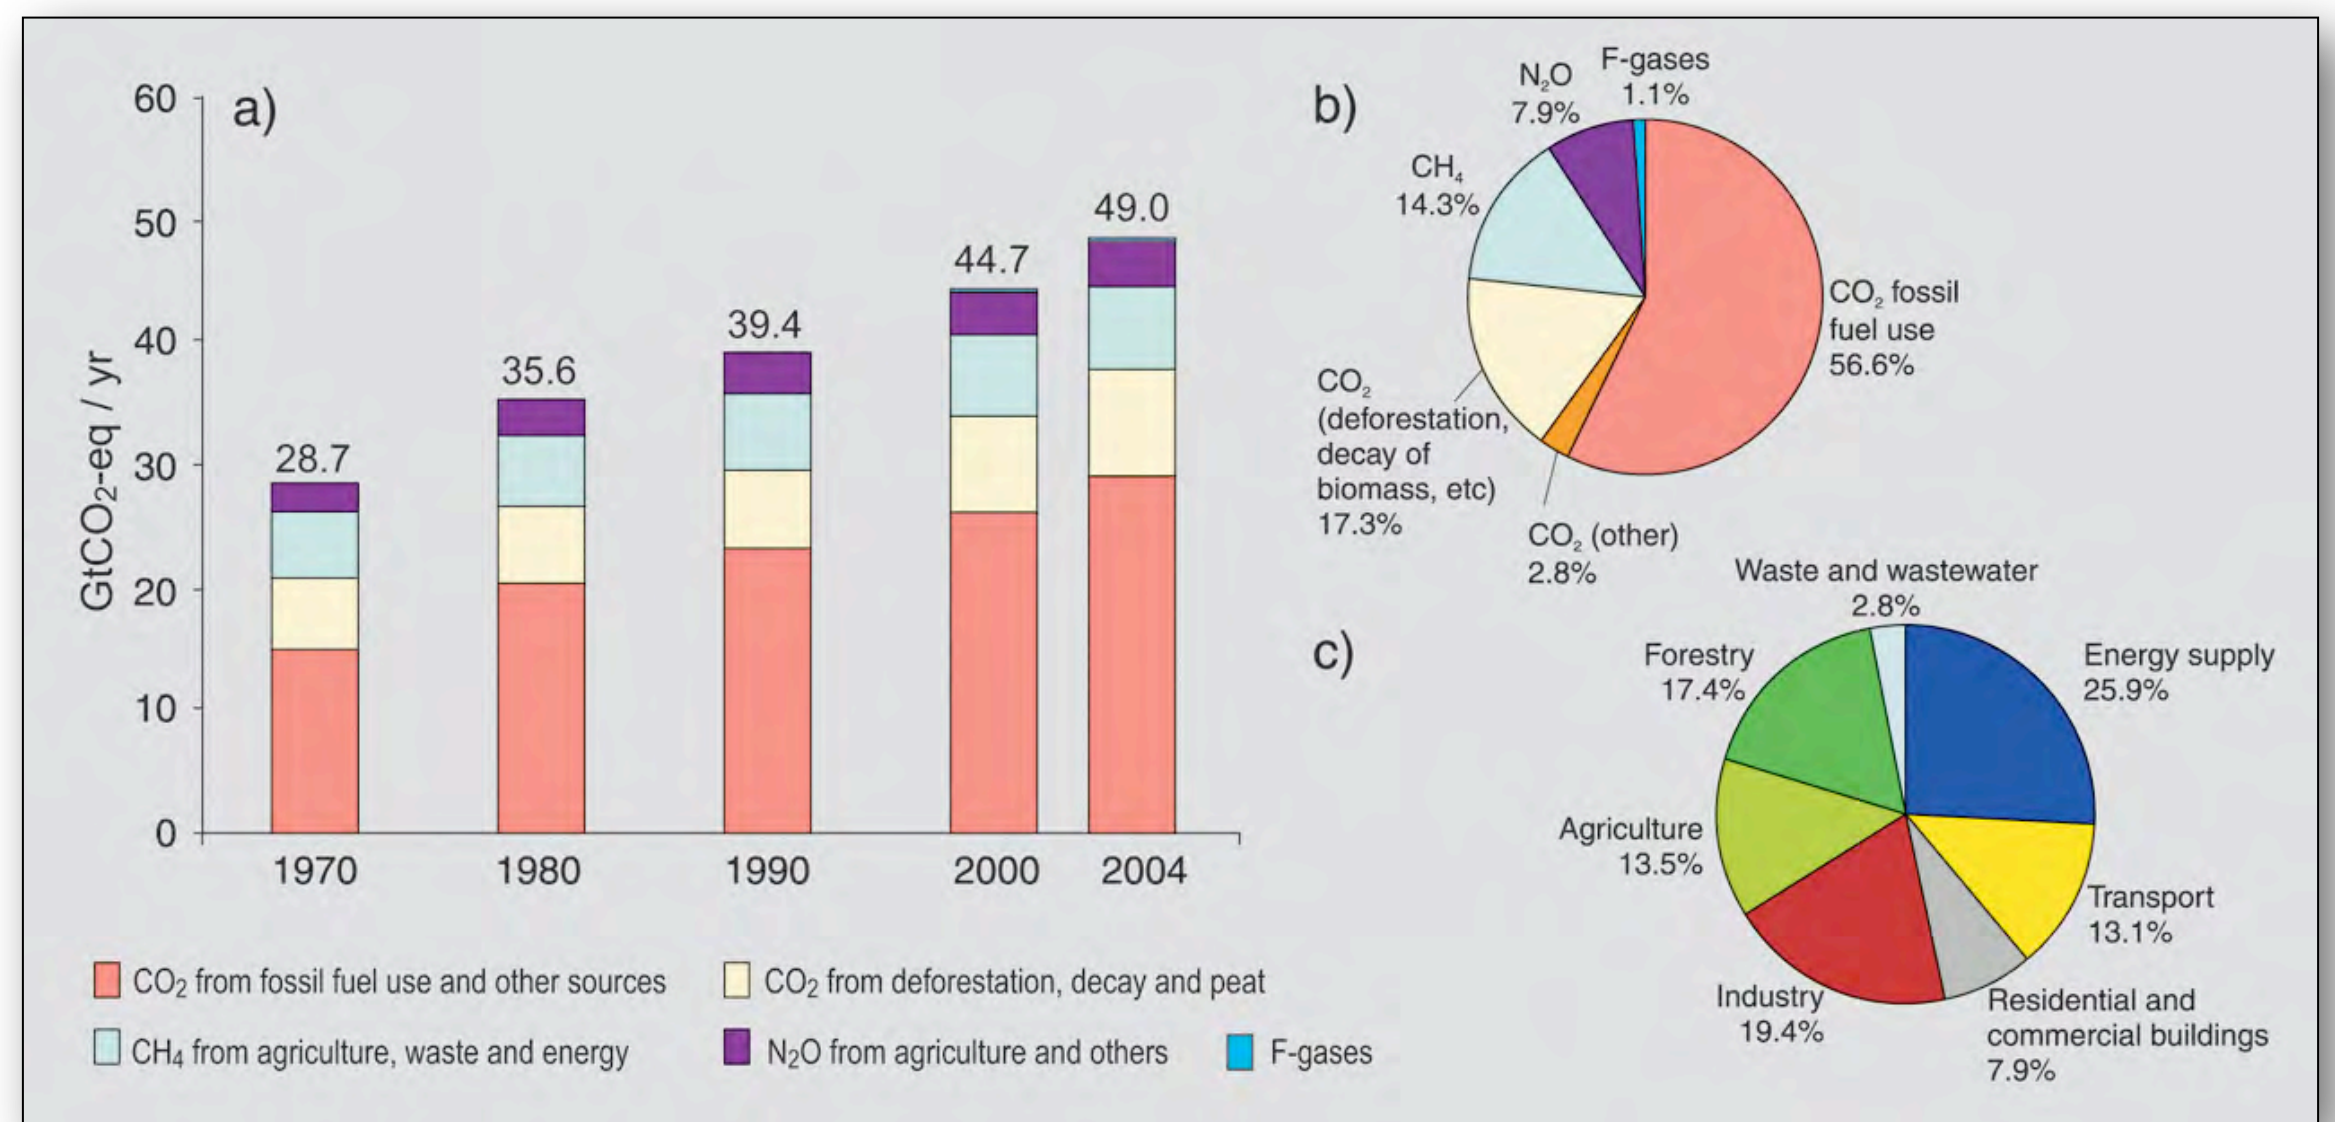 a)
GtCO₂-eq / yr
60
50
40
30
20
10
0
28.7
35.6
39.4
44.7
49.0
1970
1980
1990
2000
2004
CO₂ from fossil fuel use and other sources
CO₂ from deforestation, decay and peat
CH₄ from agriculture, waste and energy
N₂O from agriculture and others
F-gases
b)
F-gases
1.1%
N₂O
7.9%
CH₄
14.3%
CO₂ fossil
fuel use
56.6%
CO₂
(deforestation,
decay of
biomass, etc)
17.3%
CO₂ (other)
2.8%
c)
Waste and wastewater
2.8%
Forestry
17.4%
Energy supply
25.9%
Agriculture
13.5%
Transport
13.1%
Industry
19.4%
Residential and
commercial buildings
7.9%